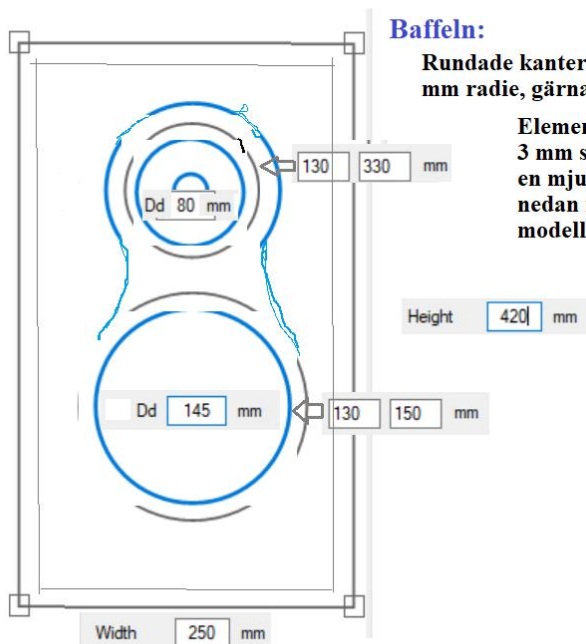 Baffeln:
Rundade kanter
mm radie, gärna
Elemen
3 mm s
en mju
nedan
modell
130 330 mm
Dd 80 mm
Height 420 mm
Dd 145 mm
130 150 mm
Width 250 mm